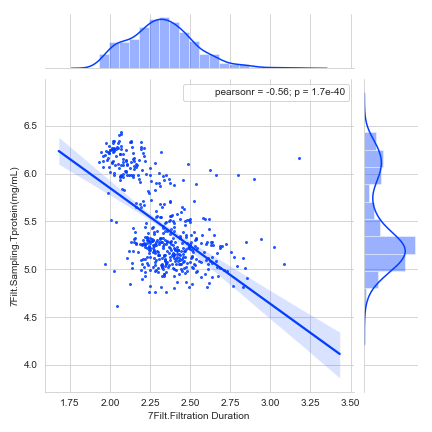 pearsonr = -0.56; p = 1.7e-40
6.5
6.0
5.5
5.0
4.5
4.0
7Filt.Sampling.Tprotein(mg/mL)
1.75 2.00 2.25 2.50 2.75 3.00 3.25 3.50
7Filt.Filtration Duration